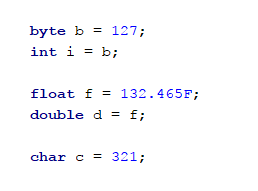 byte b = 127;
int i = b;
float f = 132.465F;
double d = f;
char c = 321;